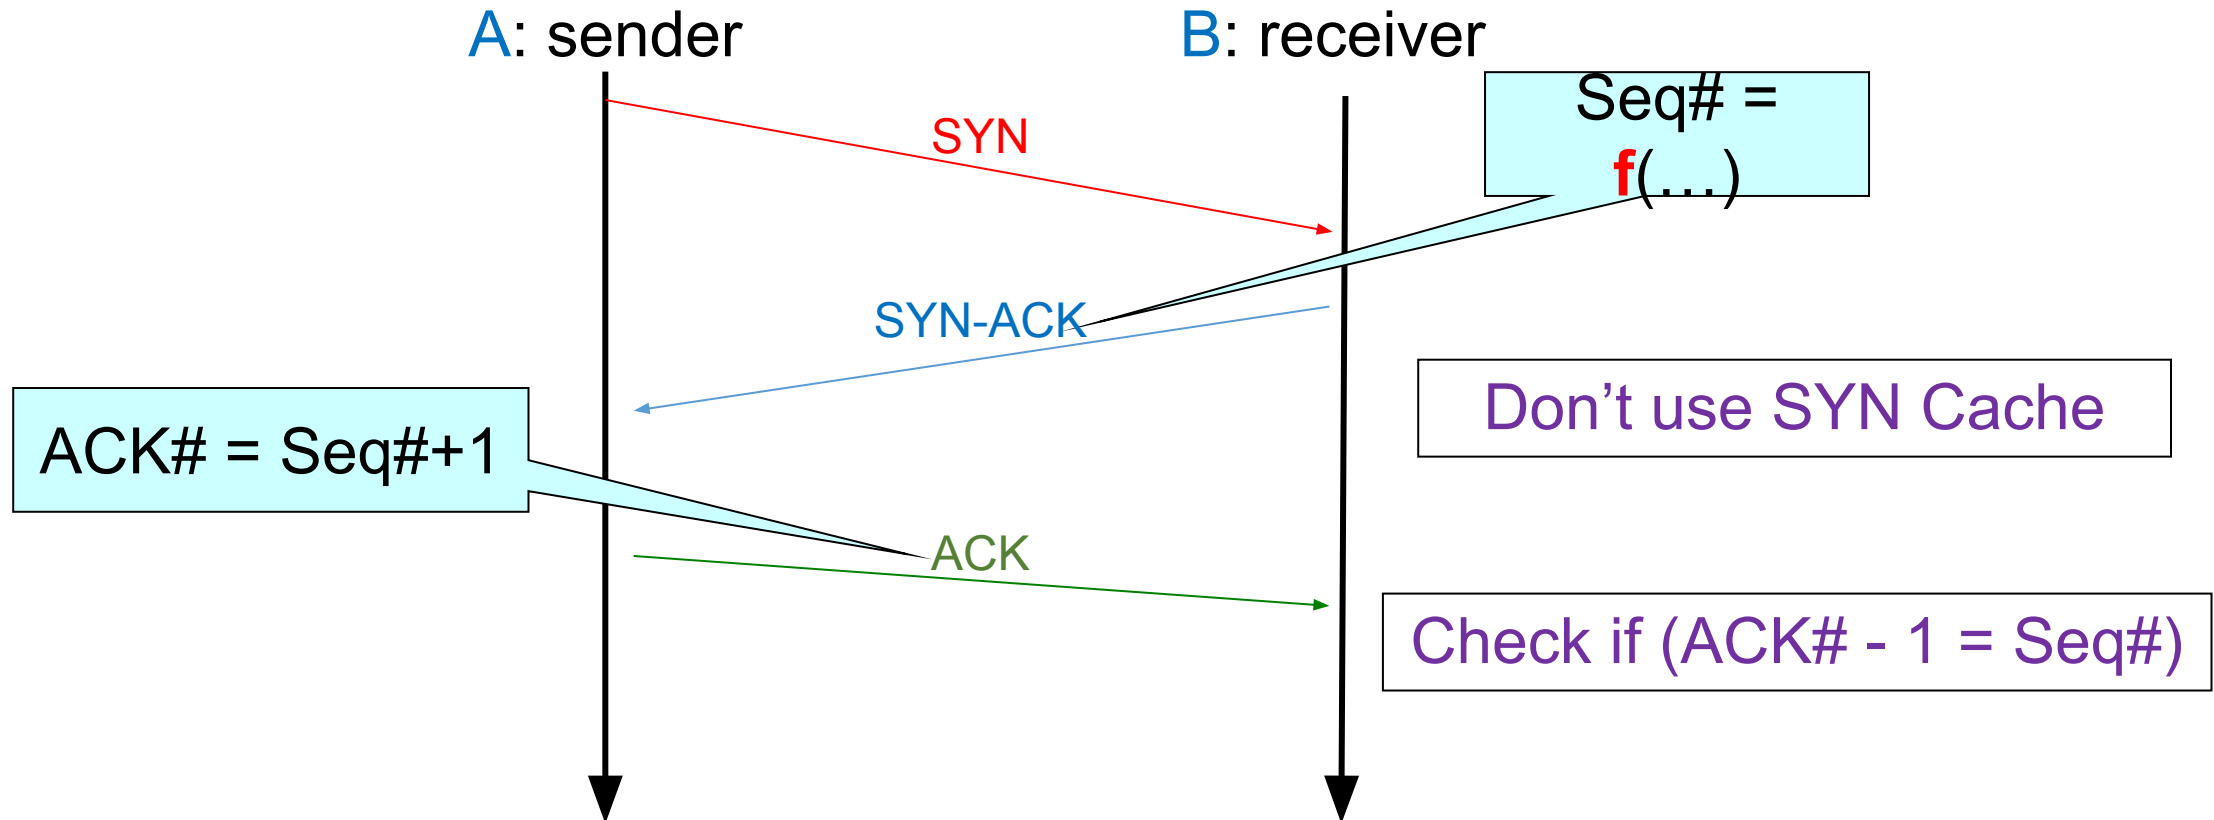 A: sender
B: receiver
Seq# =
f(…)
SYN
SYN-ACK
Don’t use SYN Cache
ACK# = Seq#+1
ACK
Check if (ACK# - 1 = Seq#)